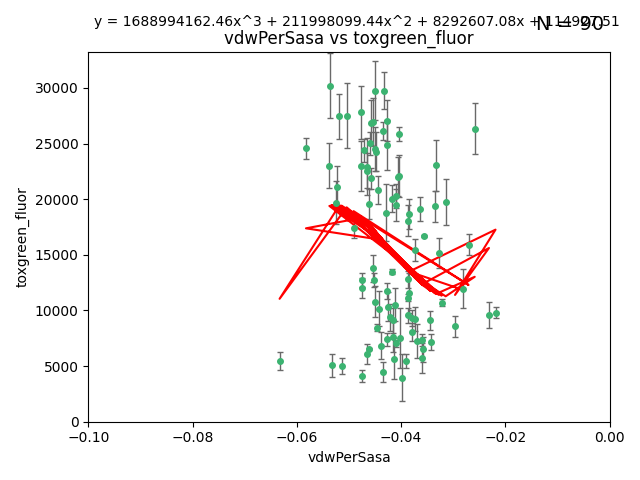 y = 1688994162.46x^3 + 211998099.44x^2 + 8292607.08x +
N = 90
vdwPerSasa vs toxgreen_fluor
30000
25000
20000
15000
10000
5000
0
toxgreen_fluor
−0.10 −0.08 −0.06 −0.04 −0.02 0.00
vdwPerSasa